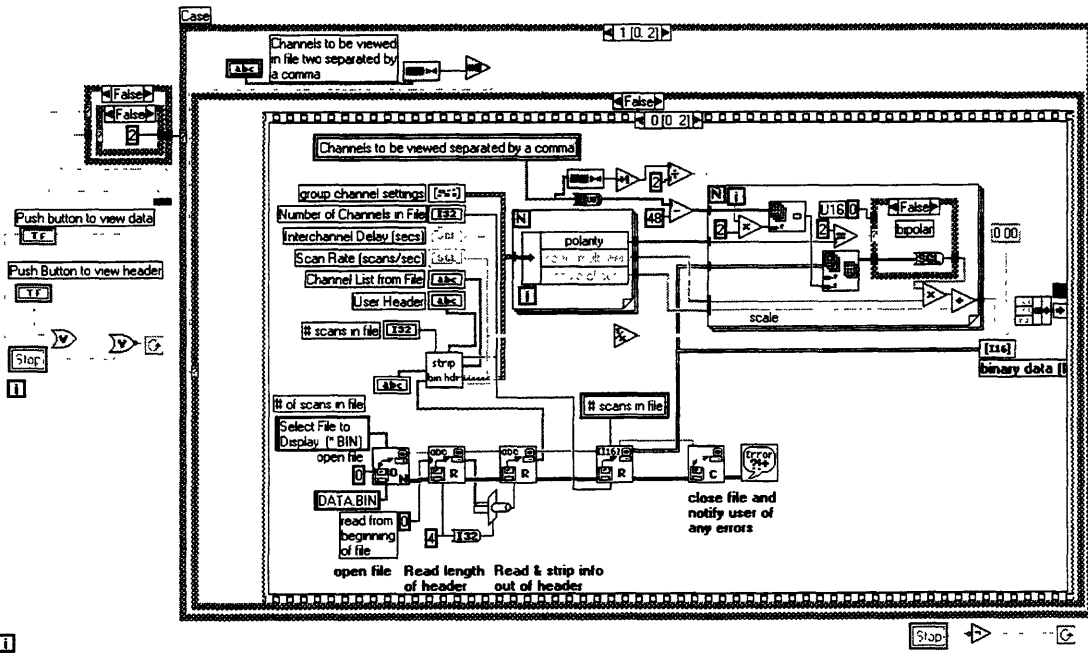 Case
1 [0..2]
Channels to be viewed
in file two separated by
a comma
abc
False
False
2
False
0 [0..2]
Channels to be viewed separated by a comma
group channel settings
Number of Channels in File
I32
Interchannel Delay (secs)
Scan Rate (scans/sec)
Channel List from File
abc
User Header
abc
# scans in file
I32
strip
bin hdr
abc
# of scans in file
Select File to
Display (*.BIN)
open file
0
DATA.BIN
read from
beginning
of file
0
4
I32
open file
Read length
of header
Read & strip info
out of header
abc
R
abc
R
# scans in file
[I16]
R
C
Error
?!+
close file and
notify user of
any errors
N
polarity
i
2
48
N
i
2
U16
0
2
False
bipolar
SGL
0.00
scale
[I16]
binary data
Push button to view data
TF
Push Button to view header
TF
Stop
i
Stop
i